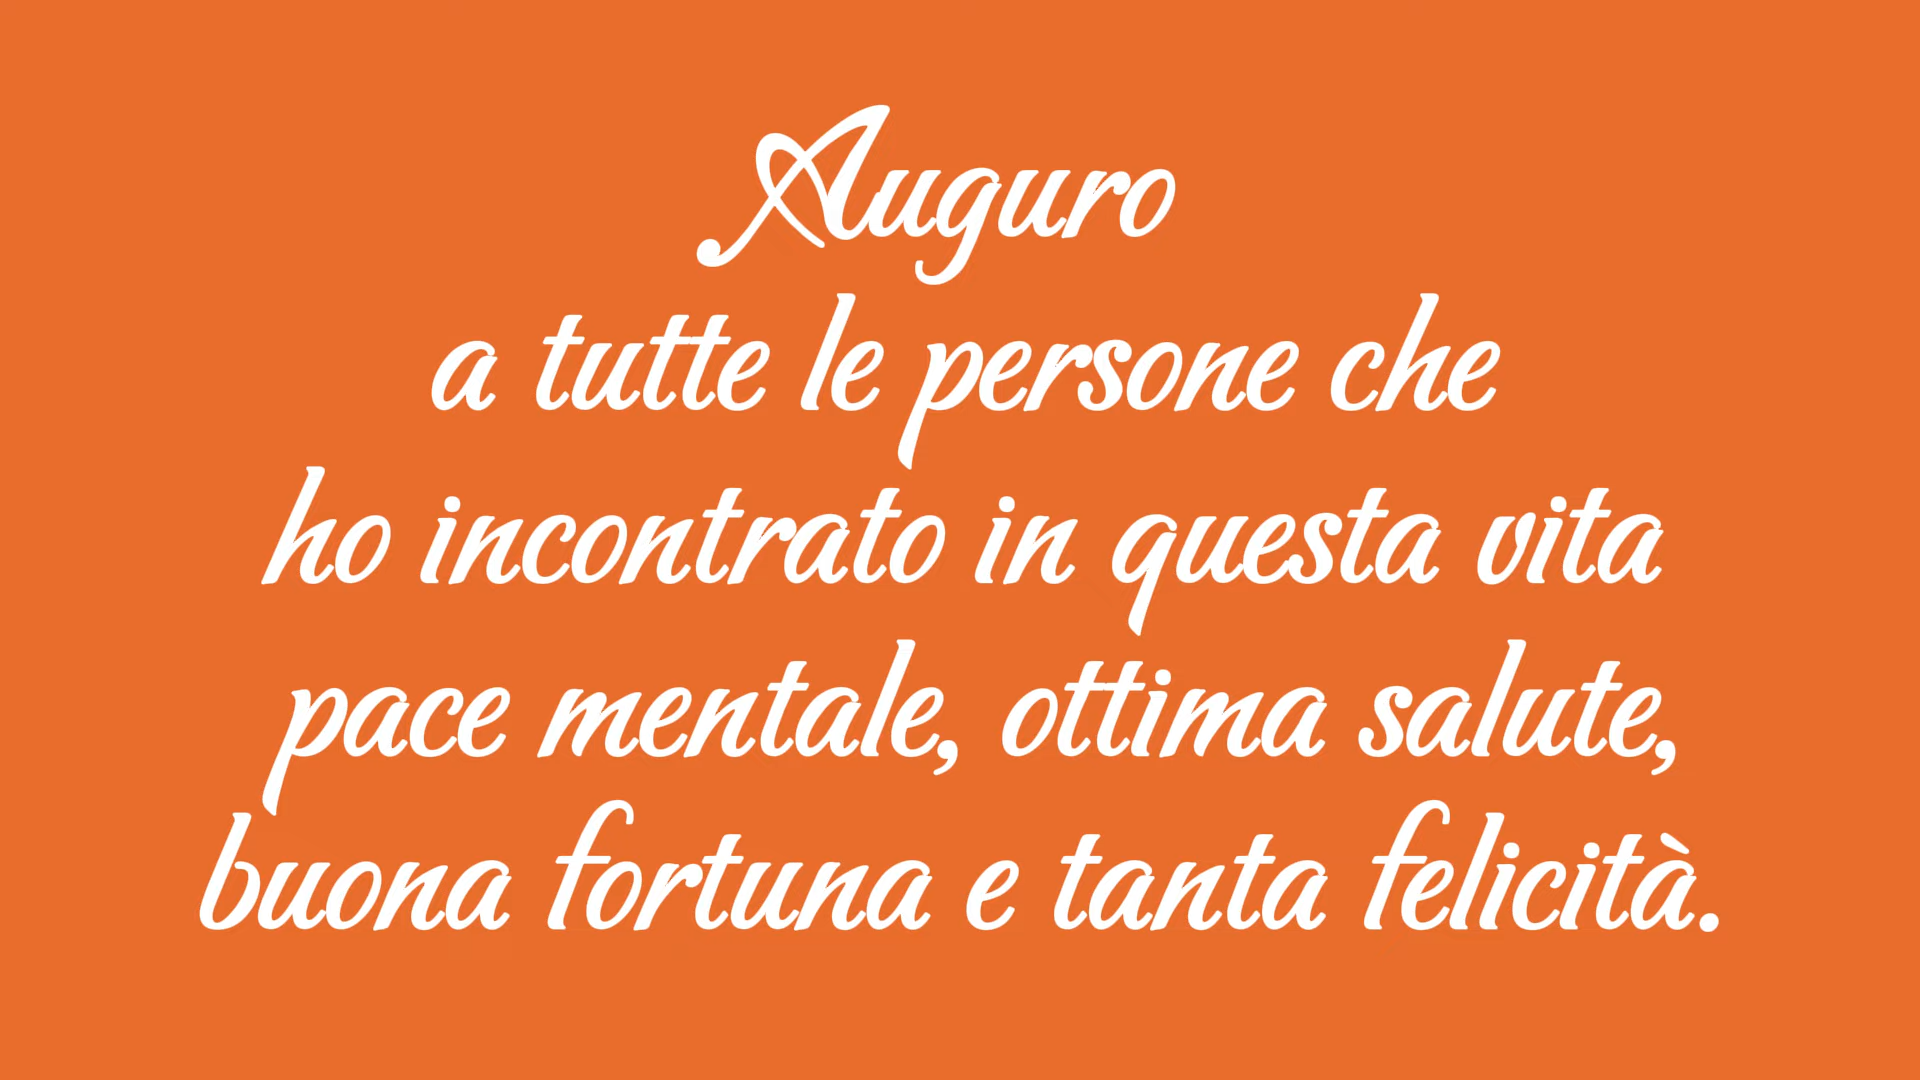 Auguro
a tutte le persone che
ho incontrato in questa vita
pace mentale, ottima salute,
buona fortuna e tanta felicità.